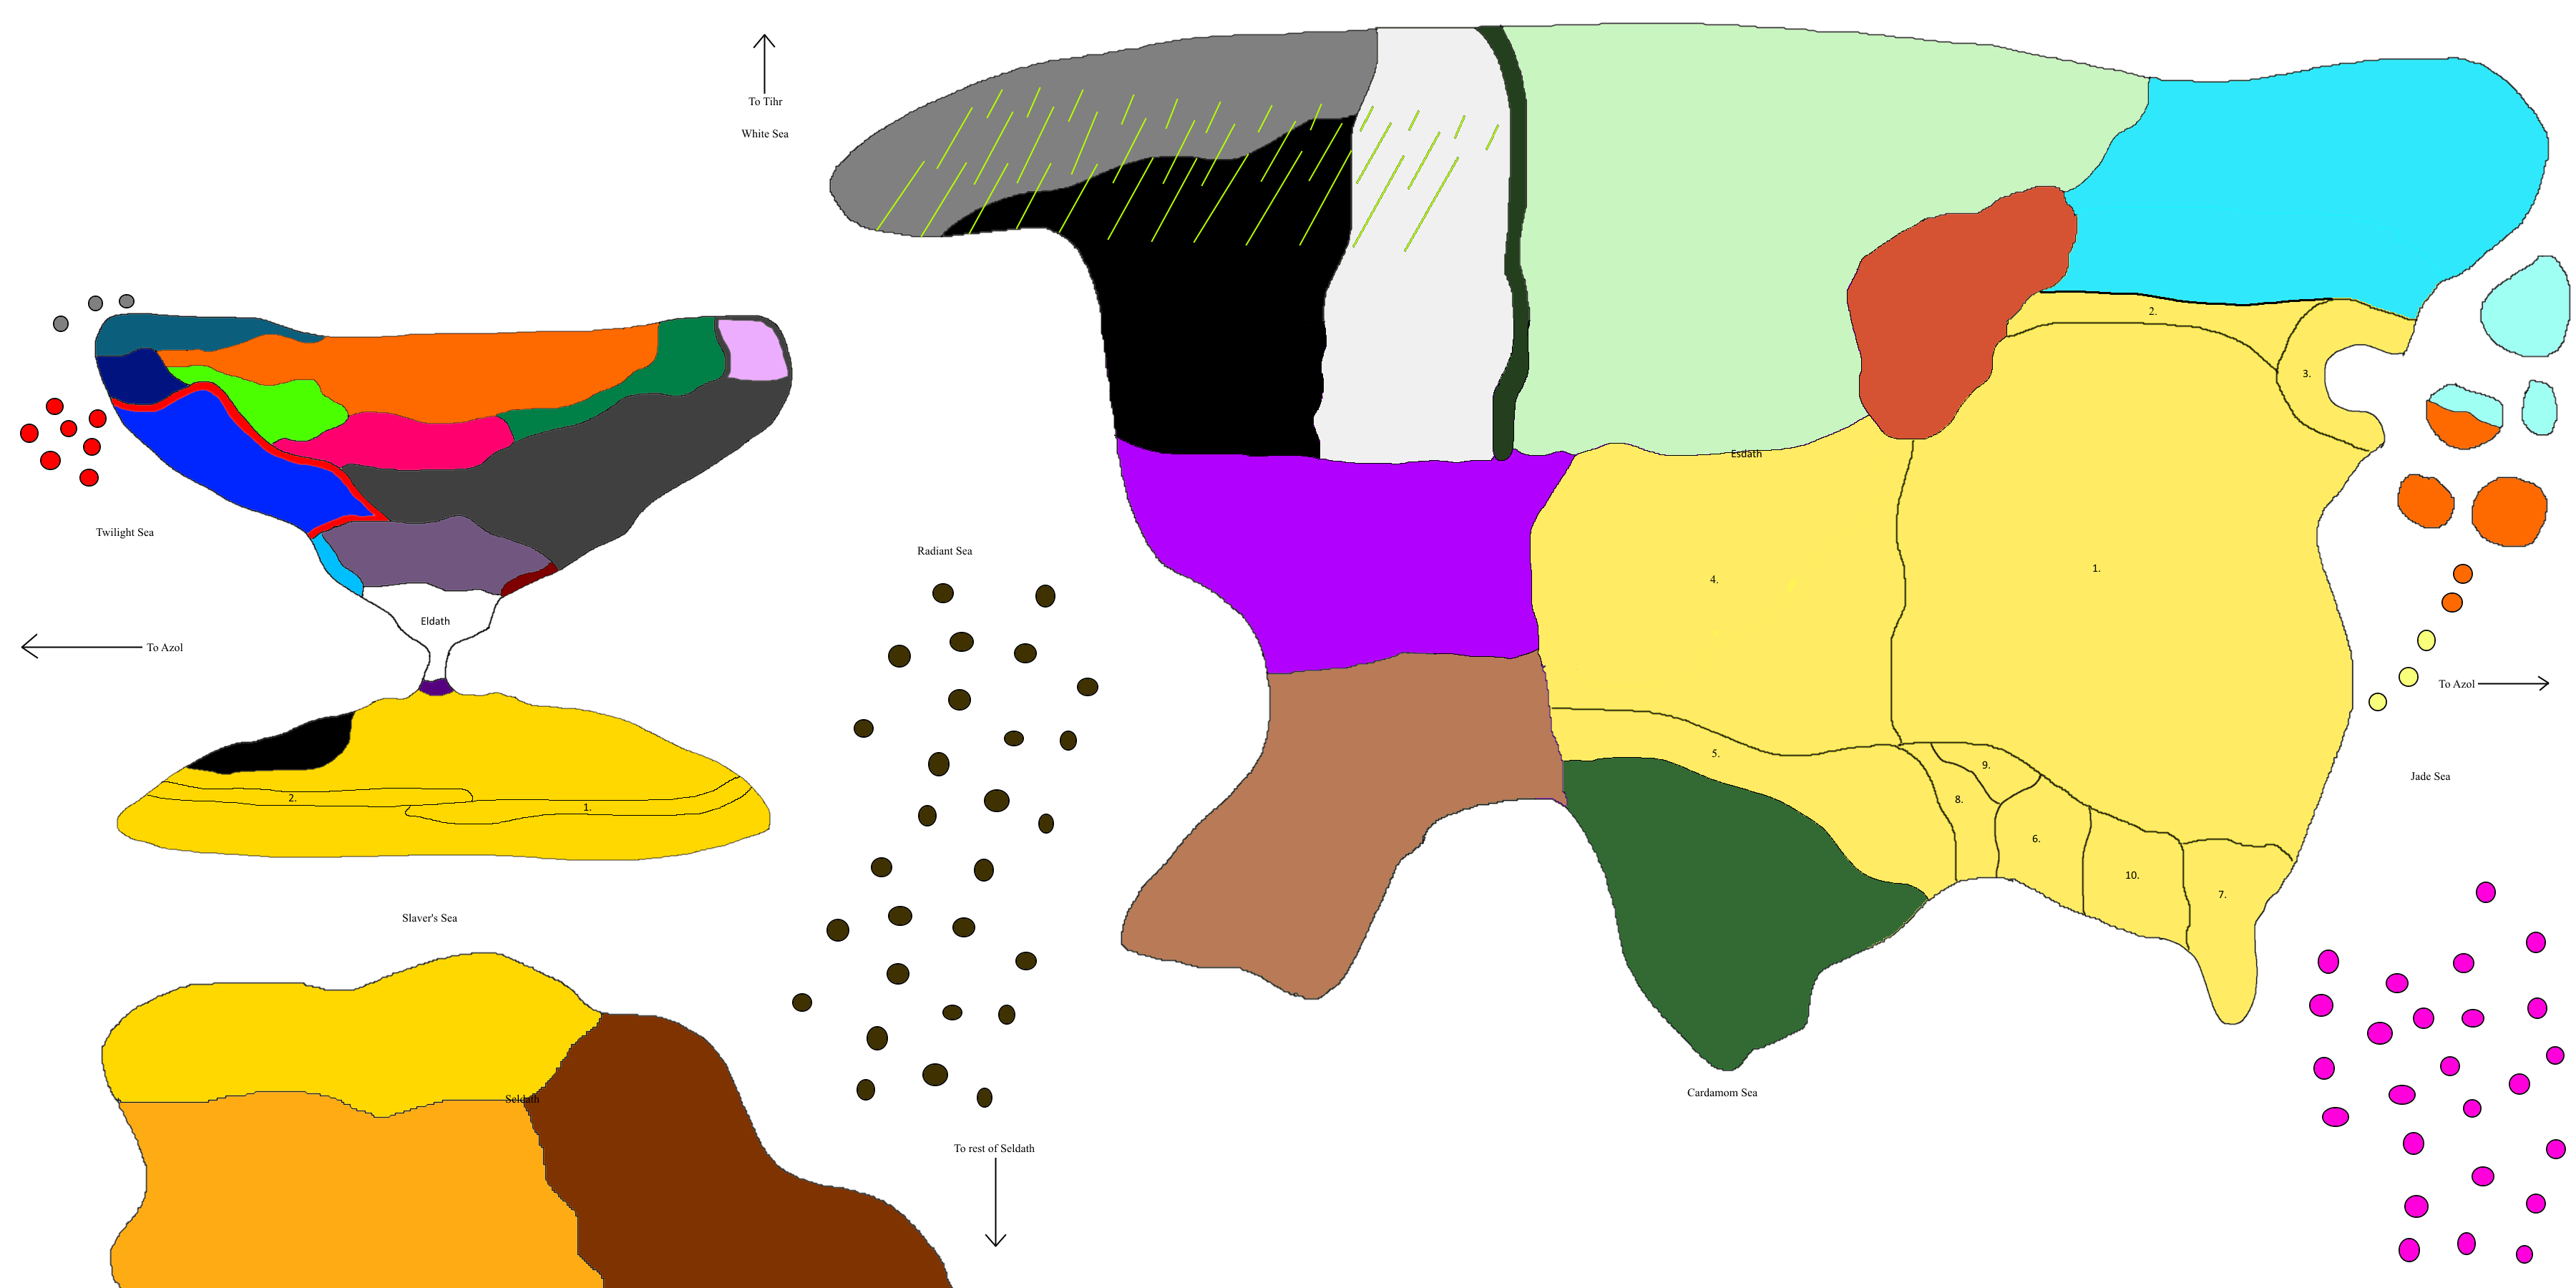 To Tihr
White Sea
2.
3.
Esdath
Twilight Sea
Radiant Sea
4.
1.
Eldath
To Azol
To Azol
5.
9.
Jade Sea
2.
8.
1.
6.
10.
7.
Slaver's Sea
Cardamom Sea
Seldath
To rest of Seldath